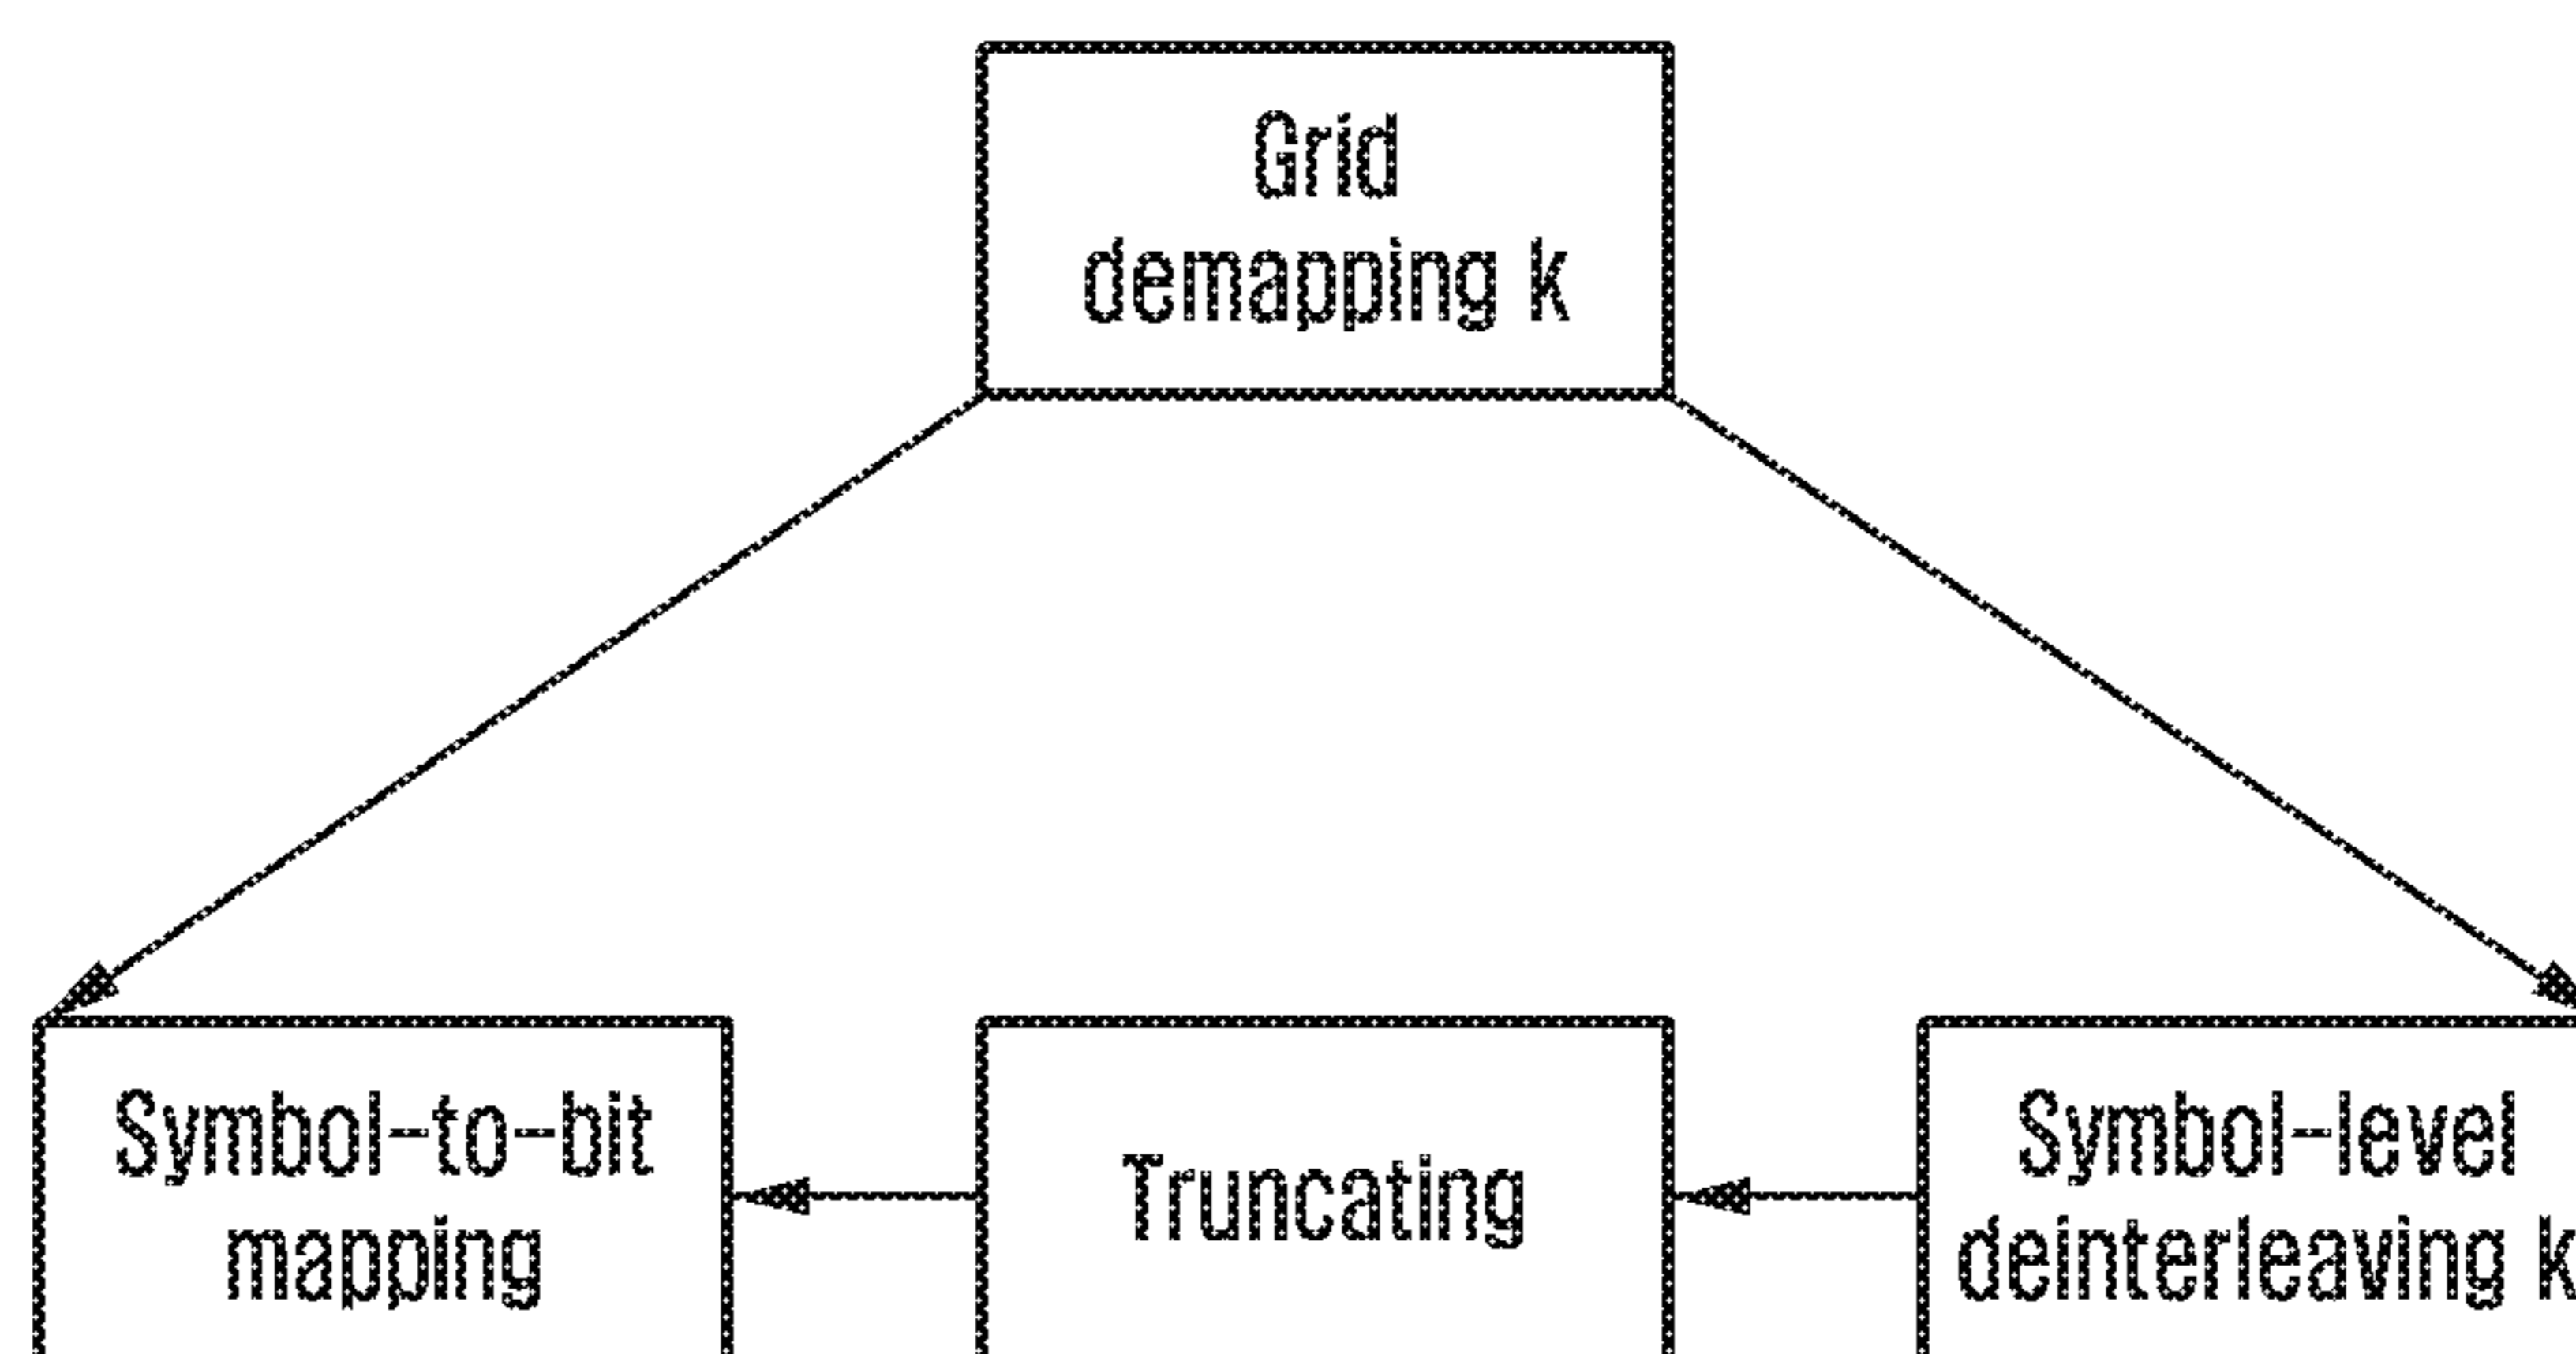 Grid
demapping k
Symbol-to-bit
mapping
Truncating
Symbol-level
deinterleaving k